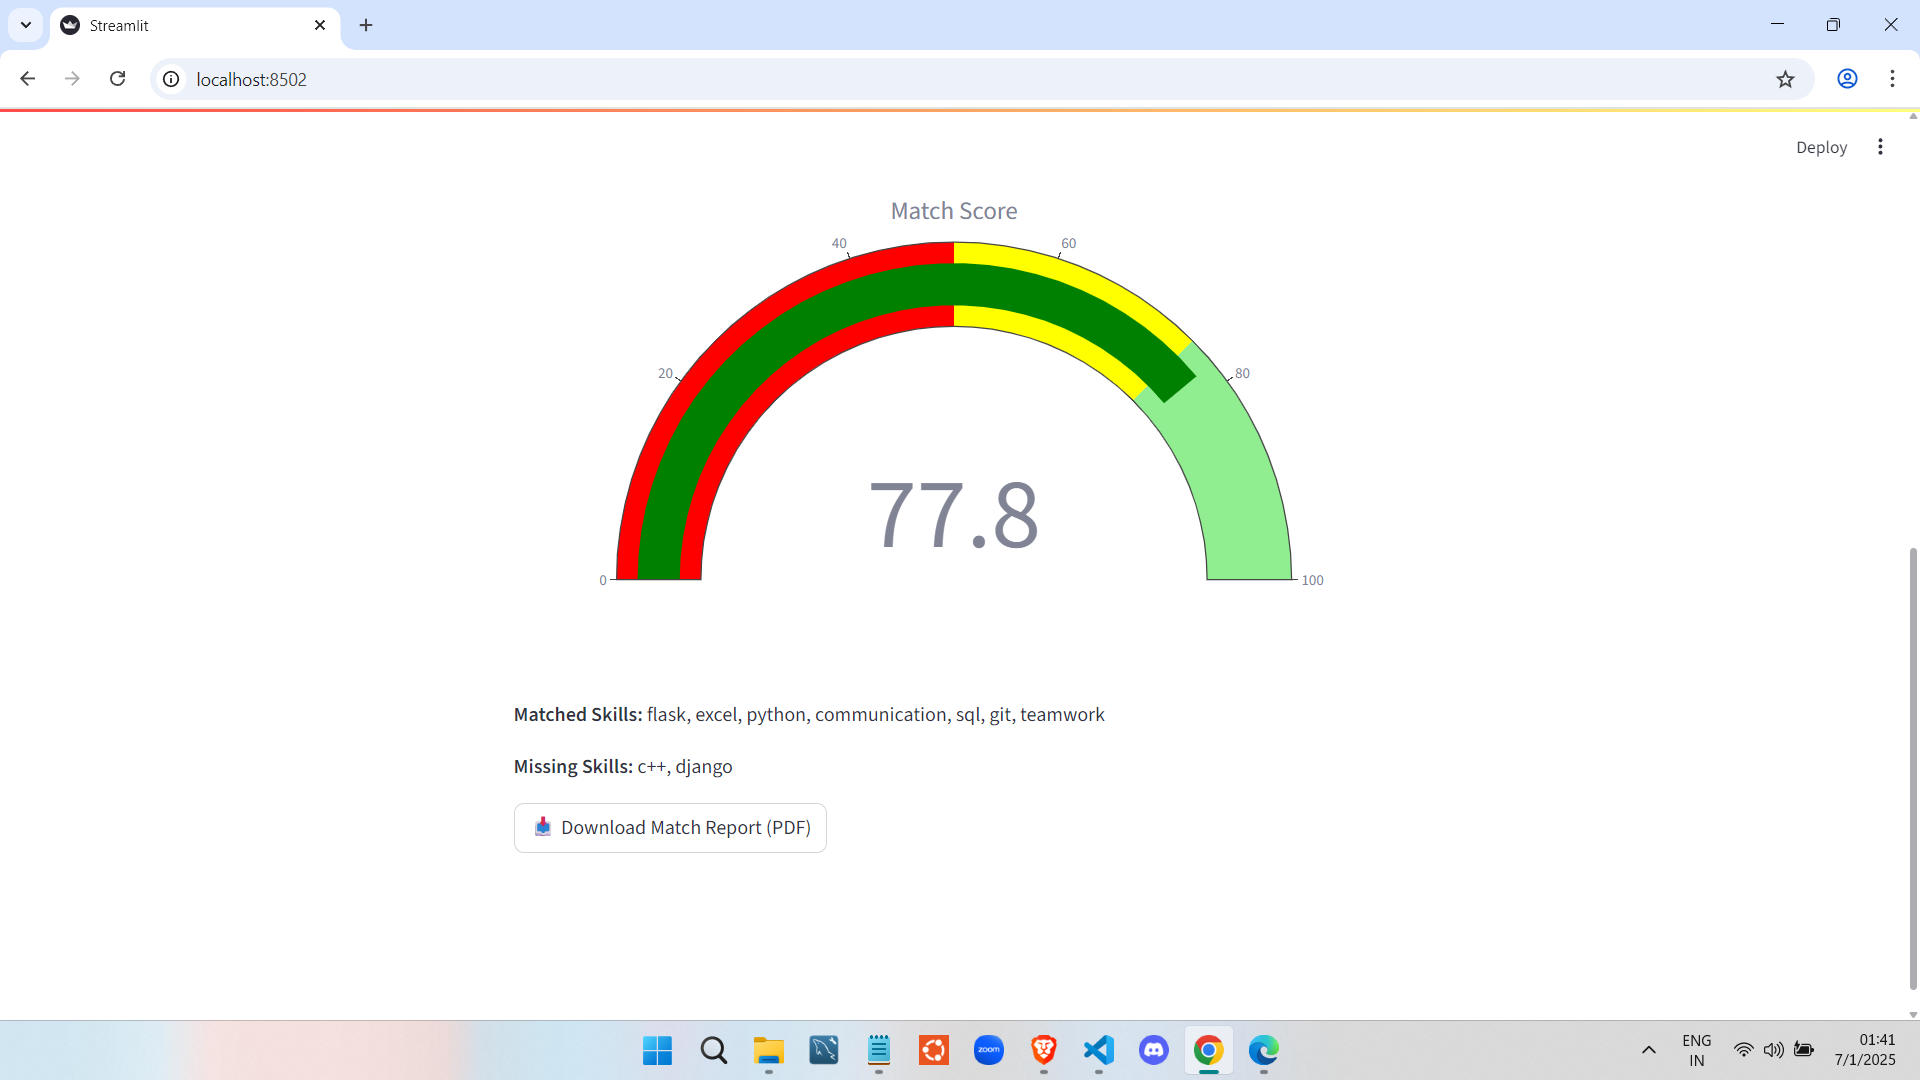 Streamlit
localhost:8502
Deploy
Match Score
40
60
20
80
77.8
0
100
Matched Skills: flask, excel, python, communication, sql, git, teamwork
Missing Skills: c++, django
Download Match Report (PDF)
zoom
ENG
IN
01:41
7/1/2025